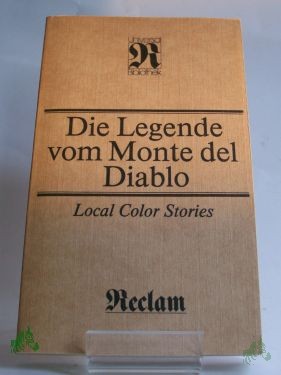 Universal
R
Bibliothek
Die Legende
vom Monte del
Diablo
Local Color Stories
Reclam